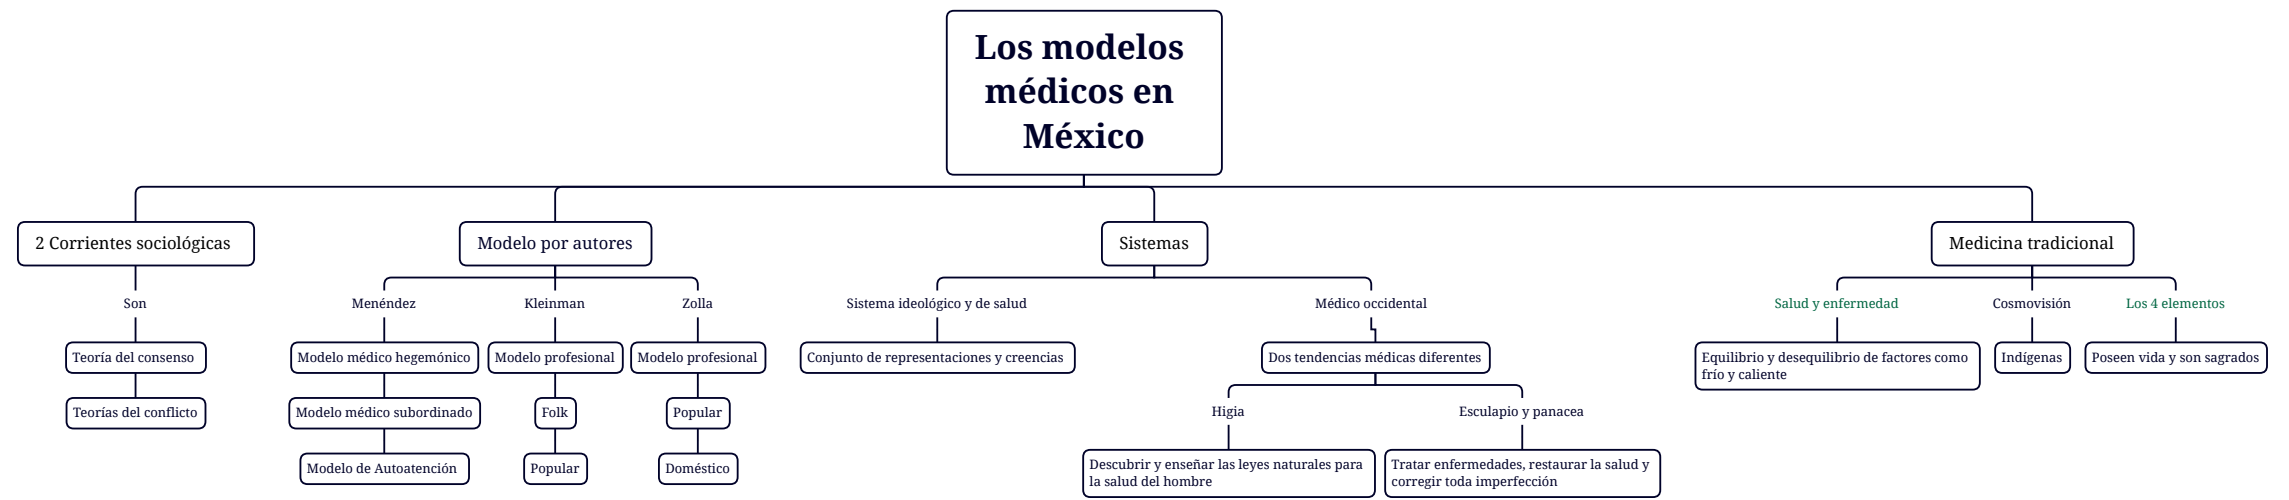 Los modelos
médicos en
México
2 Corrientes sociológicas
Modelo por autores
Sistemas
Medicina tradicional
Son
Menéndez
Kleinman
Zolla
Sistema ideológico y de salud
Médico occidental
Salud y enfermedad
Cosmovisión
Los 4 elementos
Teoría del consenso
Modelo médico hegemónico
Modelo profesional
Modelo profesional
Conjunto de representaciones y creencias
Dos tendencias médicas diferentes
Equilibrio y desequilibrio de factores como
frío y caliente
Indígenas
Poseen vida y son sagrados
Teorías del conflicto
Modelo médico subordinado
Folk
Popular
Higia
Esculapio y panacea
Modelo de Autoatención
Popular
Doméstico
Descubrir y enseñar las leyes naturales para
la salud del hombre
Tratar enfermedades, restaurar la salud y
corregir toda imperfección